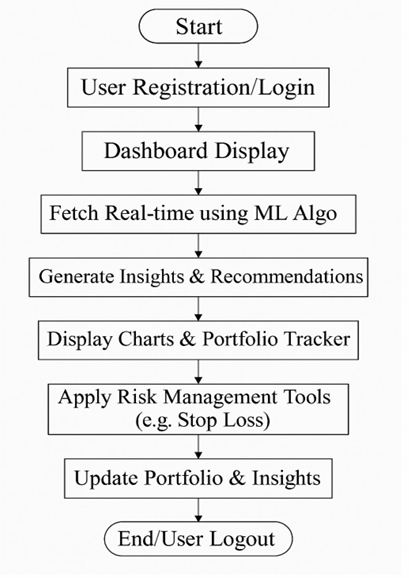 Start
User Registration/Login
Dashboard Display
Fetch Real-time using ML Algo
Generate Insights & Recommendations
Display Charts & Portfolio Tracker
Apply Risk Management Tools
(e.g. Stop Loss)
Update Portfolio & Insights
End/User Logout